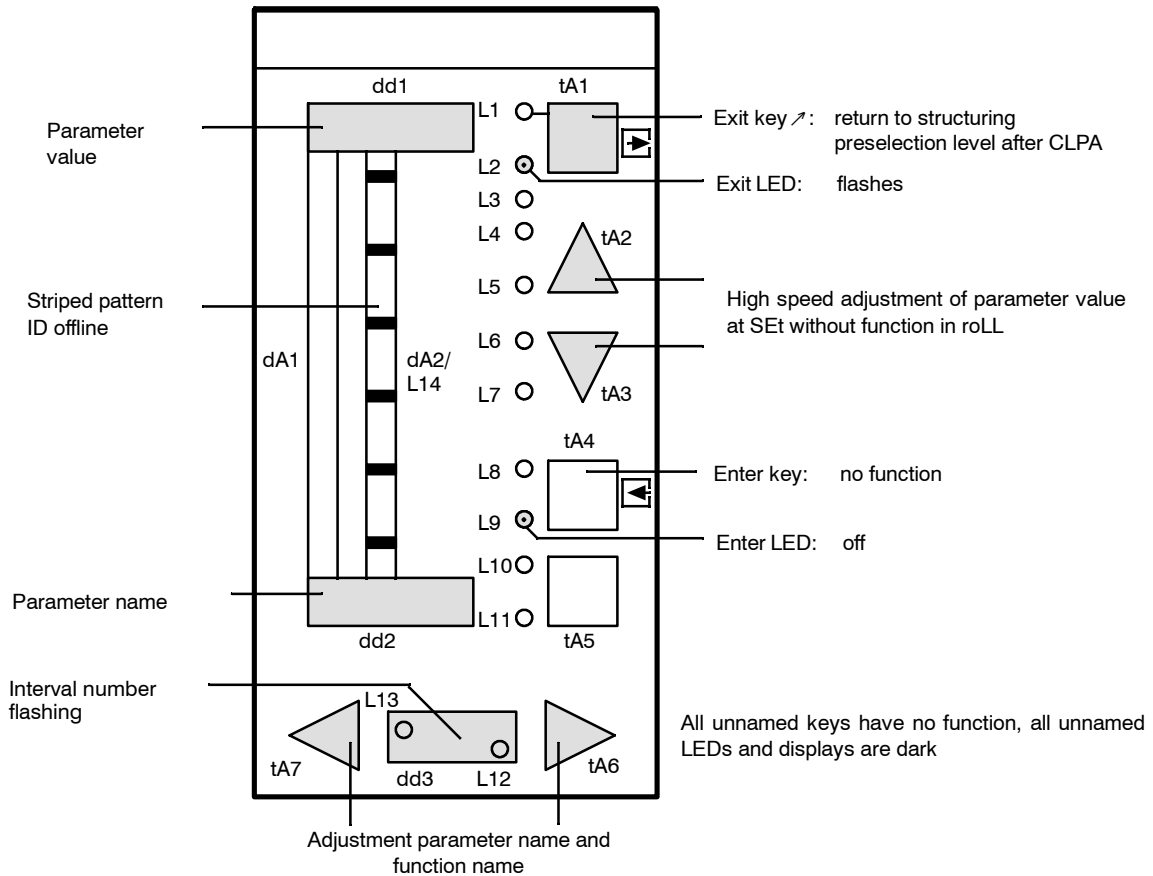 dd1
tA1
L1
Parameter
value
Exit key↗: return to structuring
preselection level after CLPA
L2
Exit LED: flashes
L3
L4
tA2
L5
Striped pattern
ID offline
High speed adjustment of parameter value
at SEt without function in roLL
L6
dA1
dA2/
L14
L7
tA3
tA4
L8
Enter key: no function
L9
Enter LED: off
L10
Parameter name
L11
dd2
tA5
Interval number
flashing
L13
All unnamed keys have no function, all unnamed
LEDs and displays are dark
tA7
dd3
L12
tA6
Adjustment parameter name and
function name